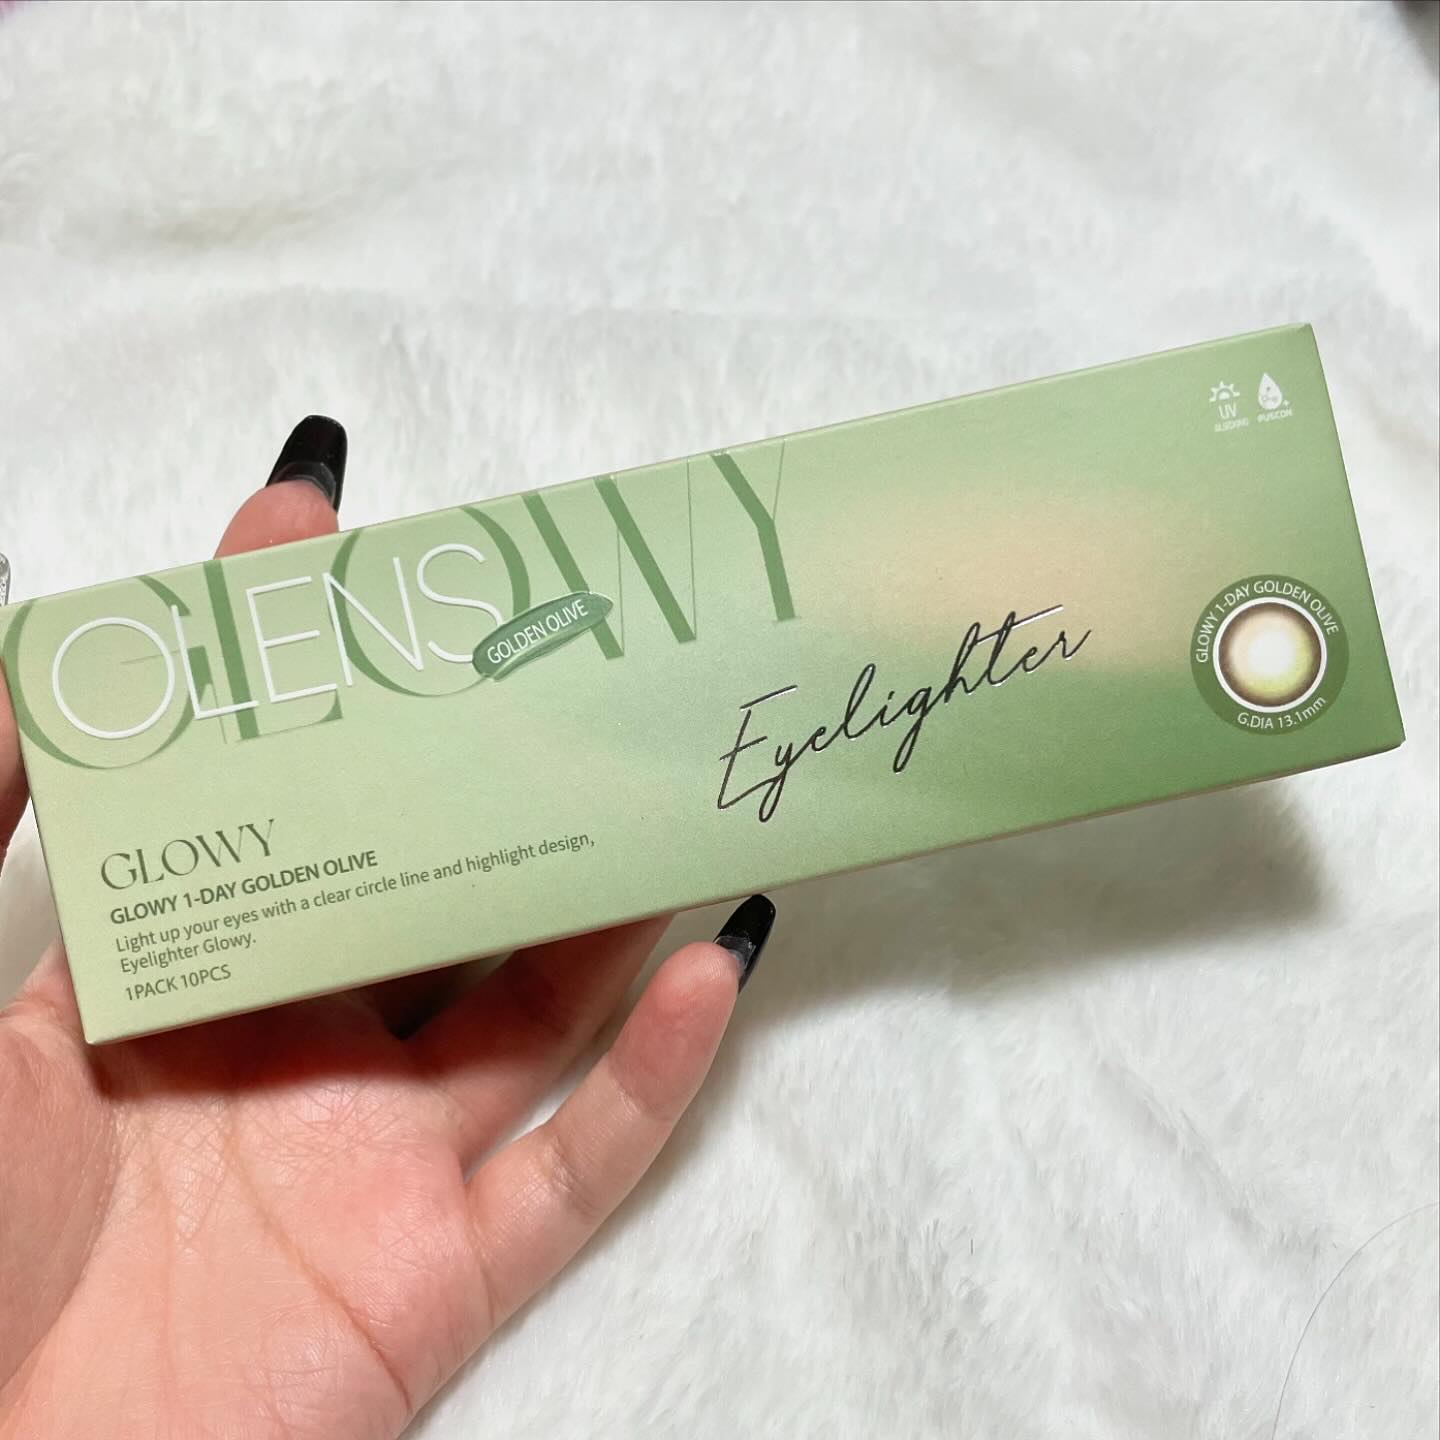 GLOWY
OLENS
GOLDEN OLIVE
UV
Eyelighter
GLOWY 1-DAY GOLDEN OLIVE
G.DIA 13.1mm
GLOWY
GLOWY 1-DAY GOLDEN OLIVE
Light up your eyes with a clear circle line and highlight design,
Eyelighter Glowy.
1PACK 10PCS